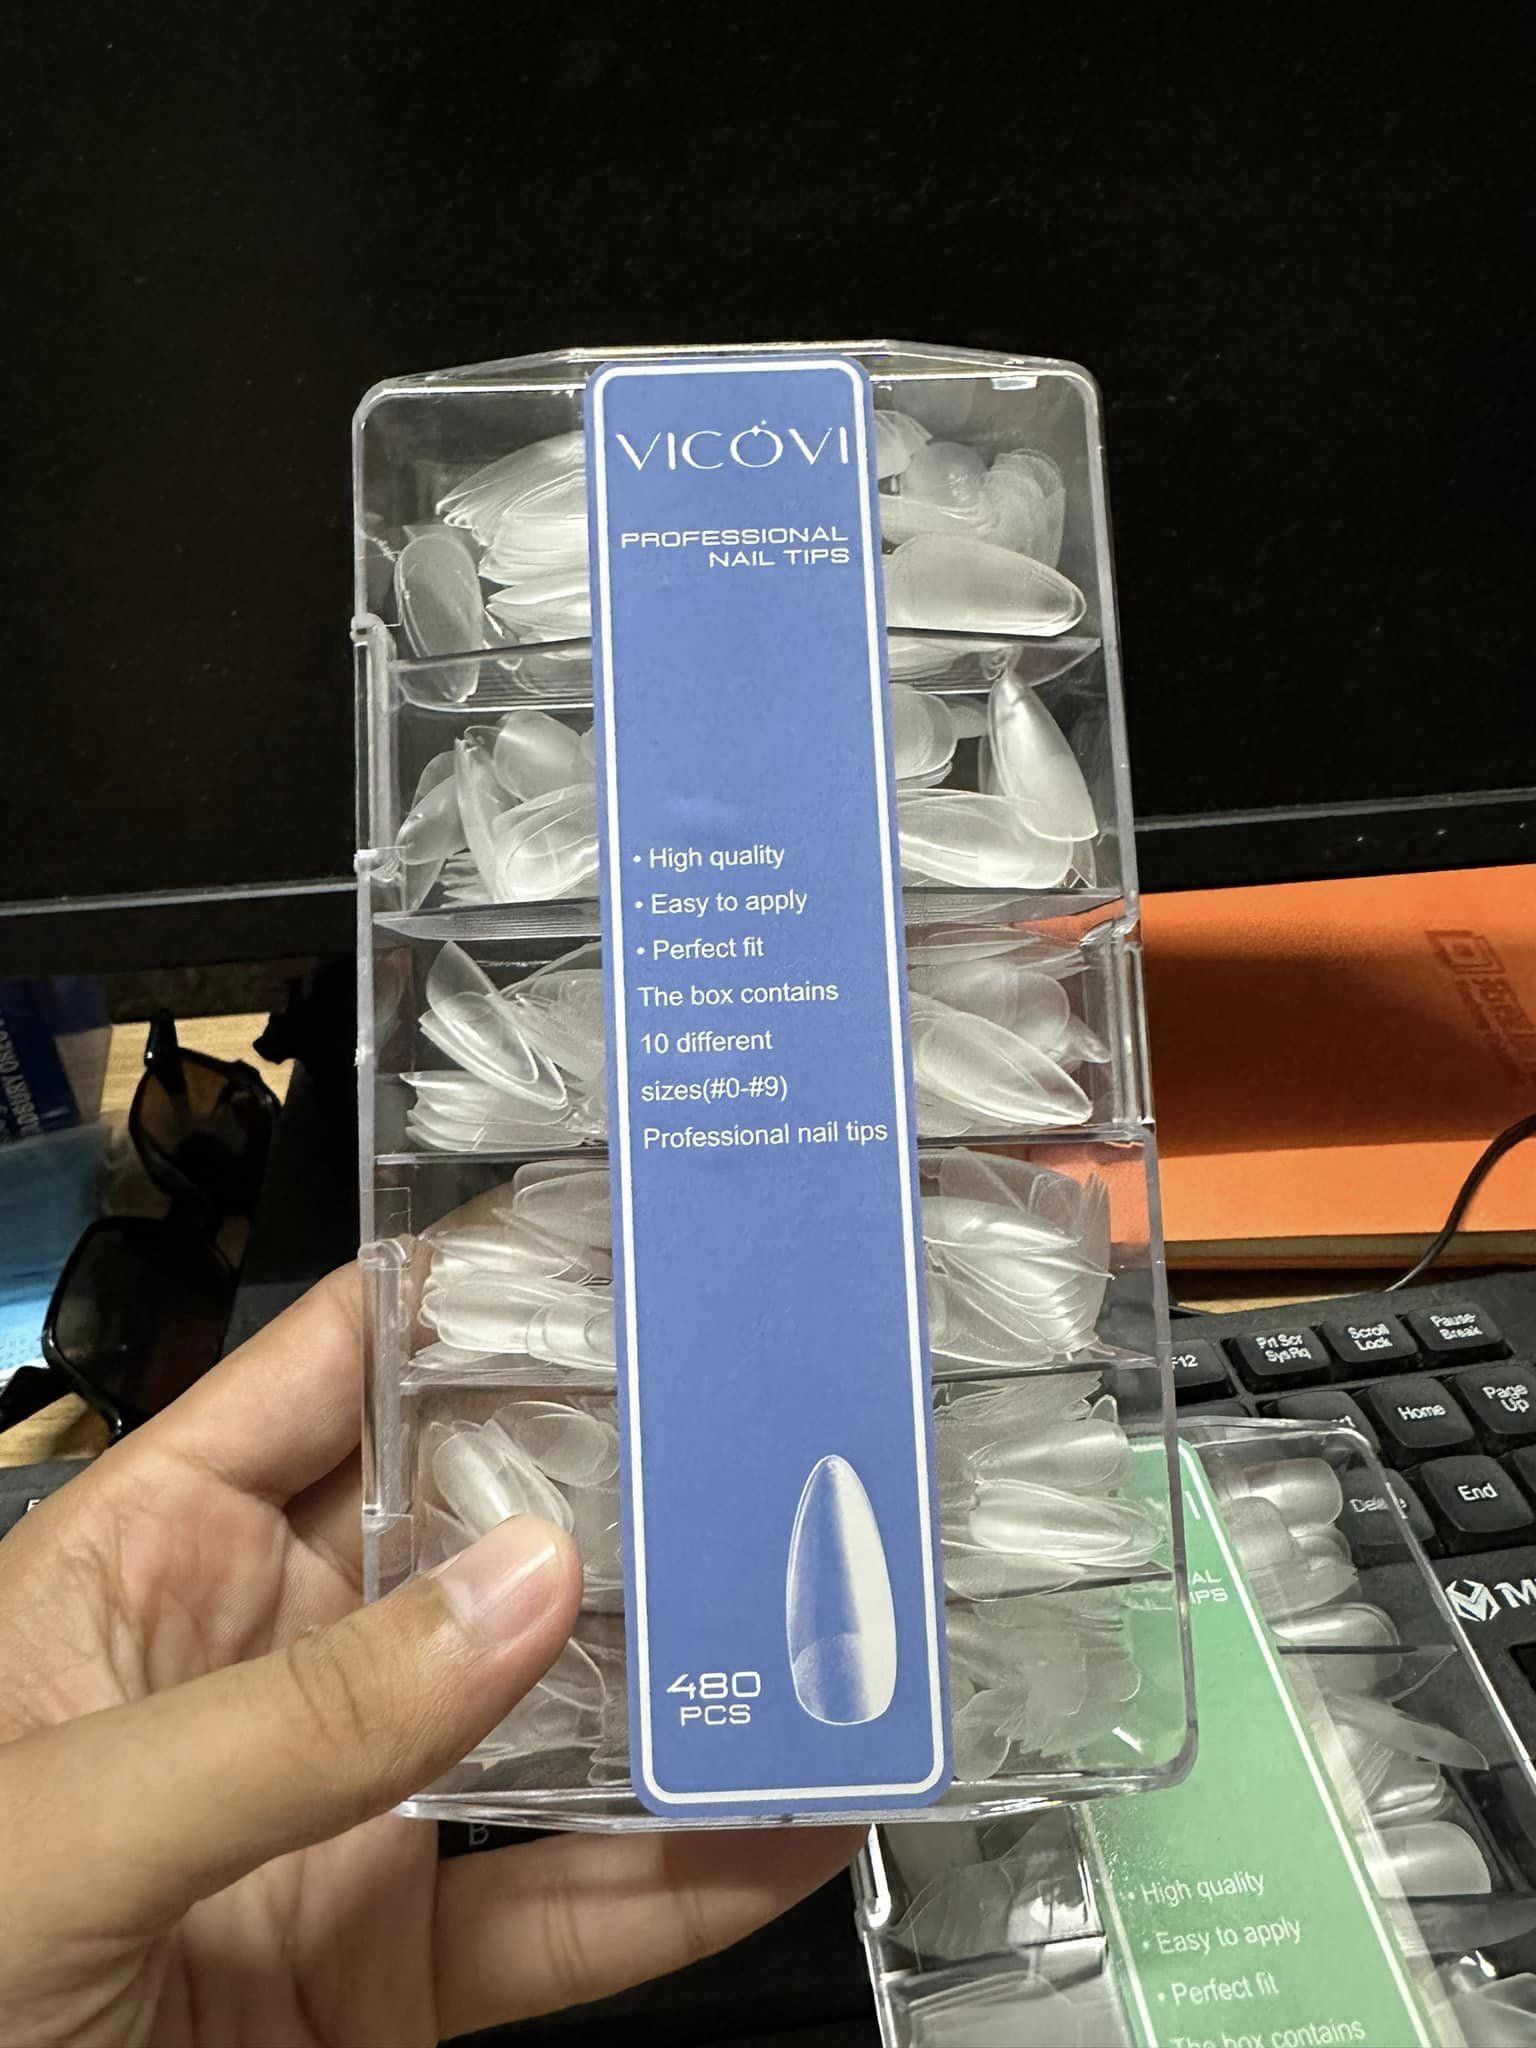 VICOVI
PROFESSIONAL
NAIL TIPS
• High quality
• Easy to apply
• Perfect fit
The box contains
10 different
sizes(#0-#9)
Professional nail tips
480
PCS
F12
Prt Scr
SysRq
Scroll
Lock
Pause
Break
Home
Page
Up
Delete
End
• High quality
• Easy to apply
• Perfect fit
The box contains